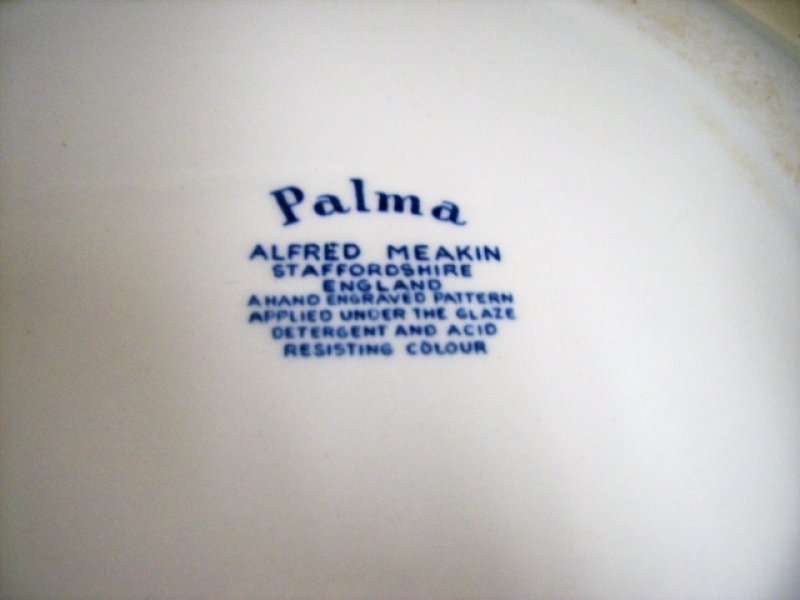 Palma
ALFRED MEAKIN
STAFFORDSHIRE
ENGLAND
A HAND ENGRAVED PATTERN
APPLIED UNDER THE GLAZE
DETERGENT AND ACID
RESISTING COLOUR